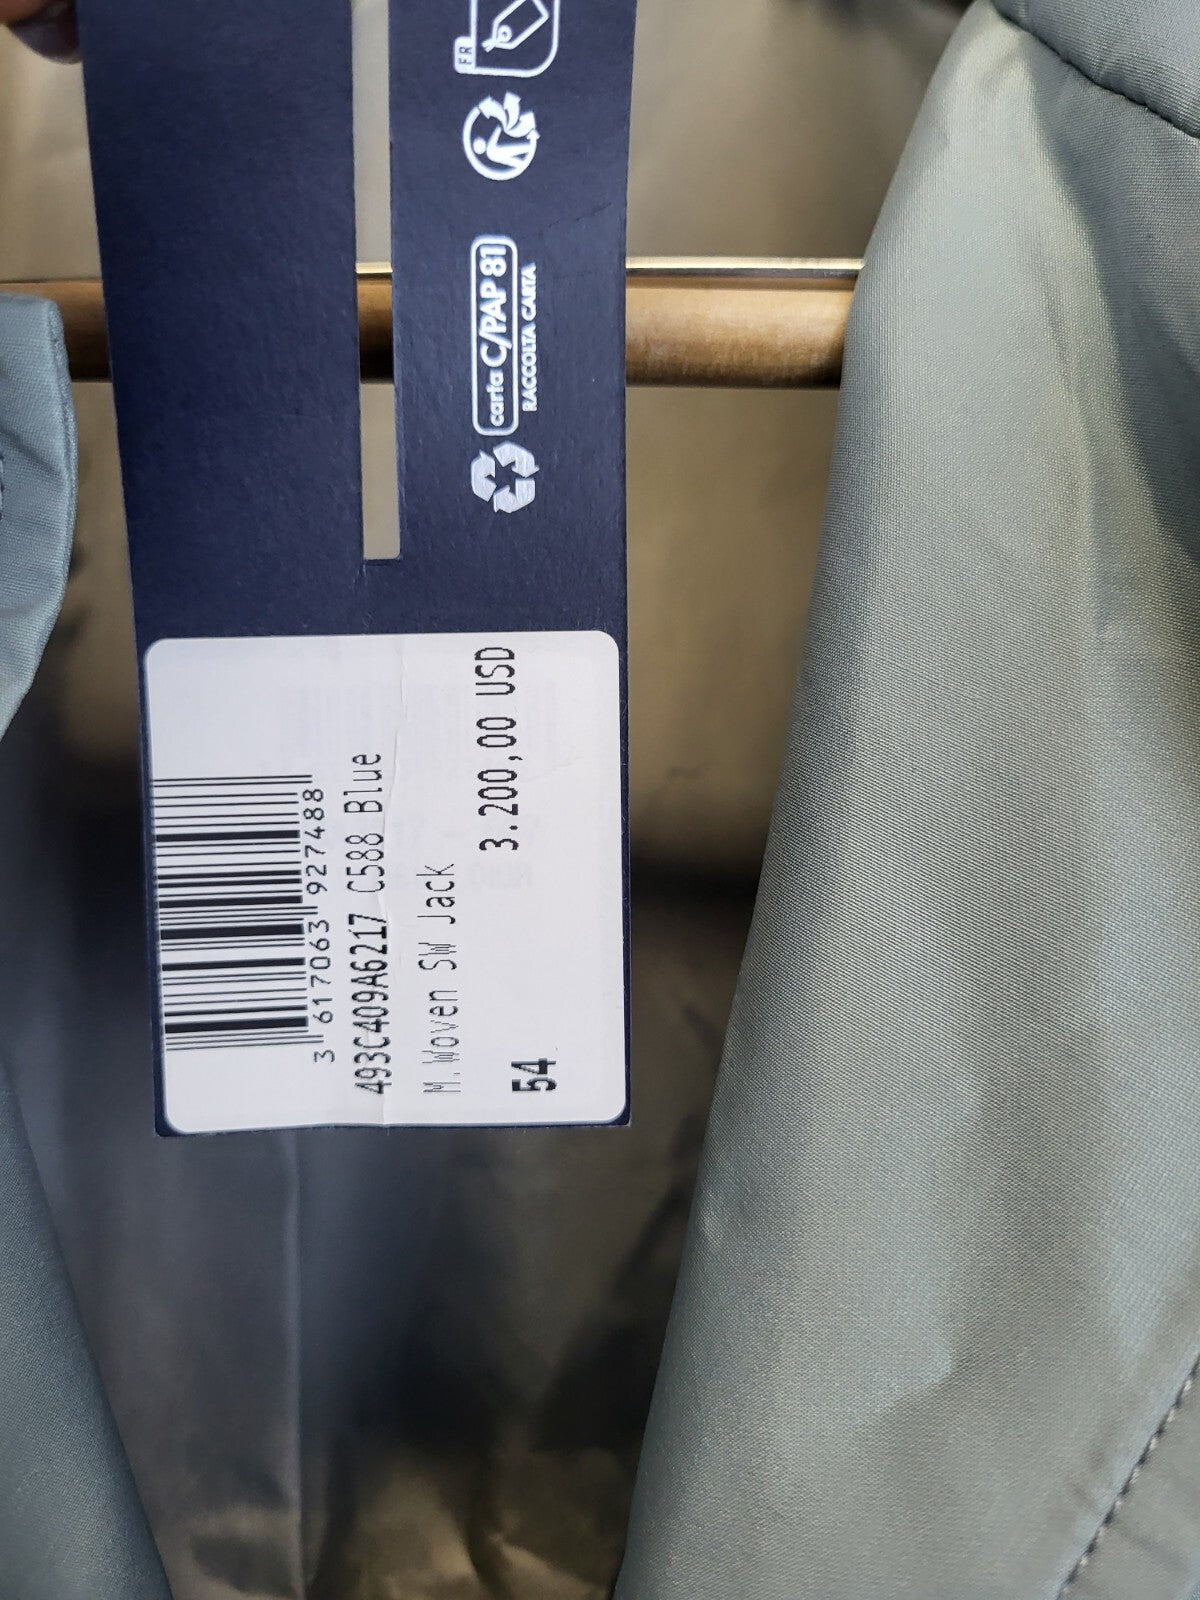 FR
carta C/PAP 81
RACCOLTA CARTA
3 617063 927488
493C409A6217 C588 Blue
M.Woven SW Jack
3.200,00 USD
54